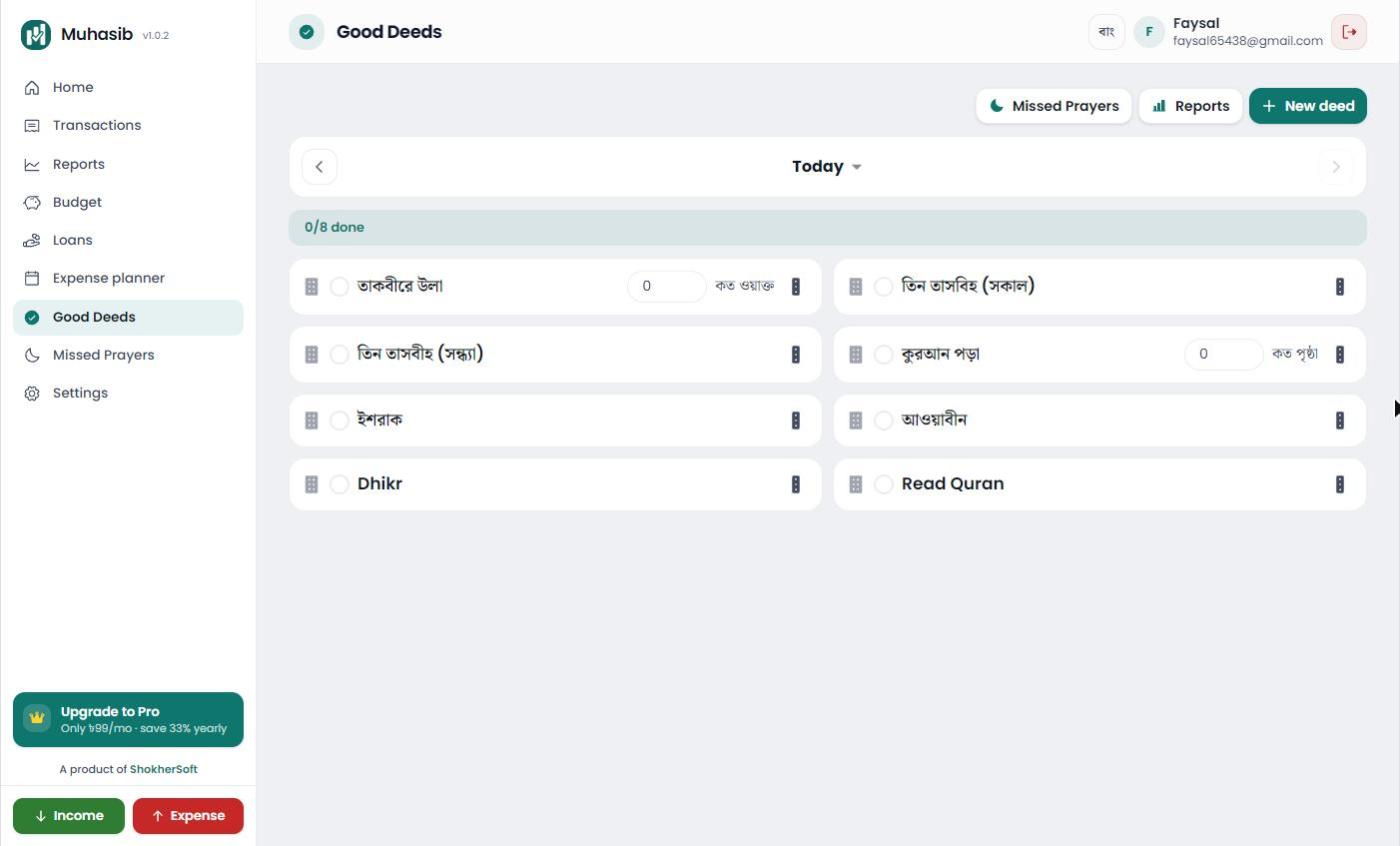 Muhasib v1.0.2
Good Deeds
বাং
F
Faysal
faysal65438@gmail.com
Home
Transactions
Reports
Budget
Loans
Expense planner
Good Deeds
Missed Prayers
Settings
Missed Prayers
Reports
New deed
Today
0/8 done
তাকবীরে উলা 0 কত ওয়াক্ত
তিন তাসবিহ (সকাল)
তিন তাসবীহ (সন্ধ্যা)
কুরআন পড়া 0 কত পৃষ্ঠা
ইশরাক
আওয়াবীন
Dhikr
Read Quran
Upgrade to Pro
Only ৳99/mo · save 33% yearly
A product of ShokherSoft
Income
Expense